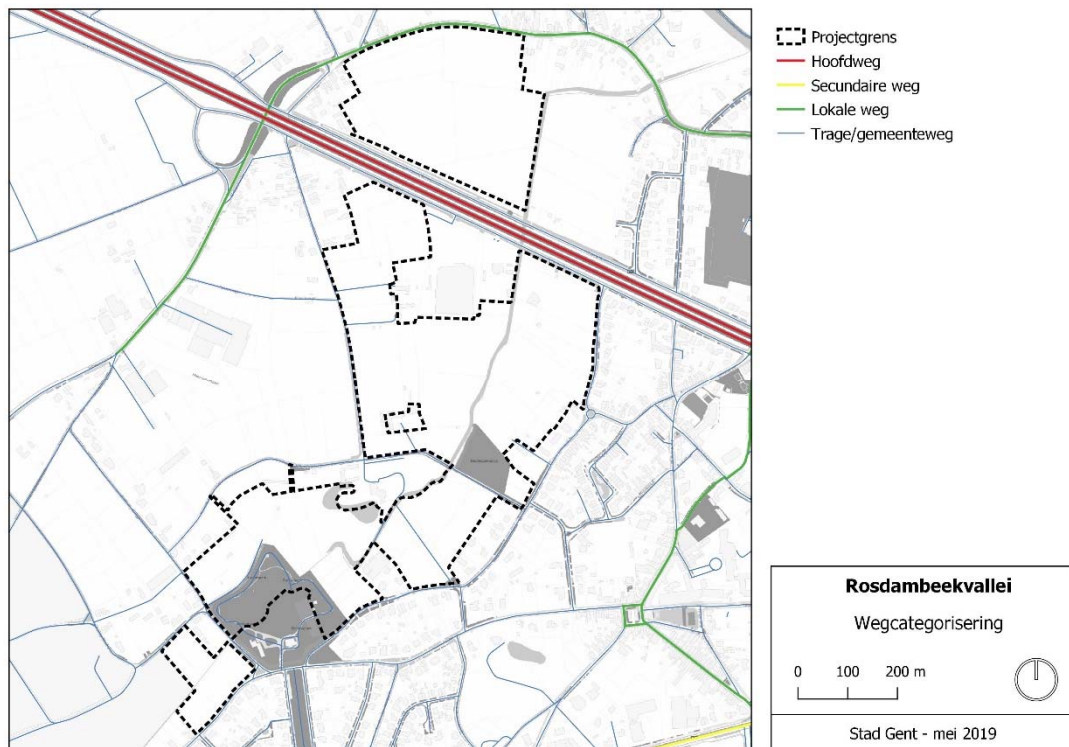 Projectgrens
Hoofdweg
Secundaire weg
Lokale weg
Trage/gemeenteweg
Rosdambeekvallei
Wegcategorisering
0 100 200 m
Stad Gent - mei 2019